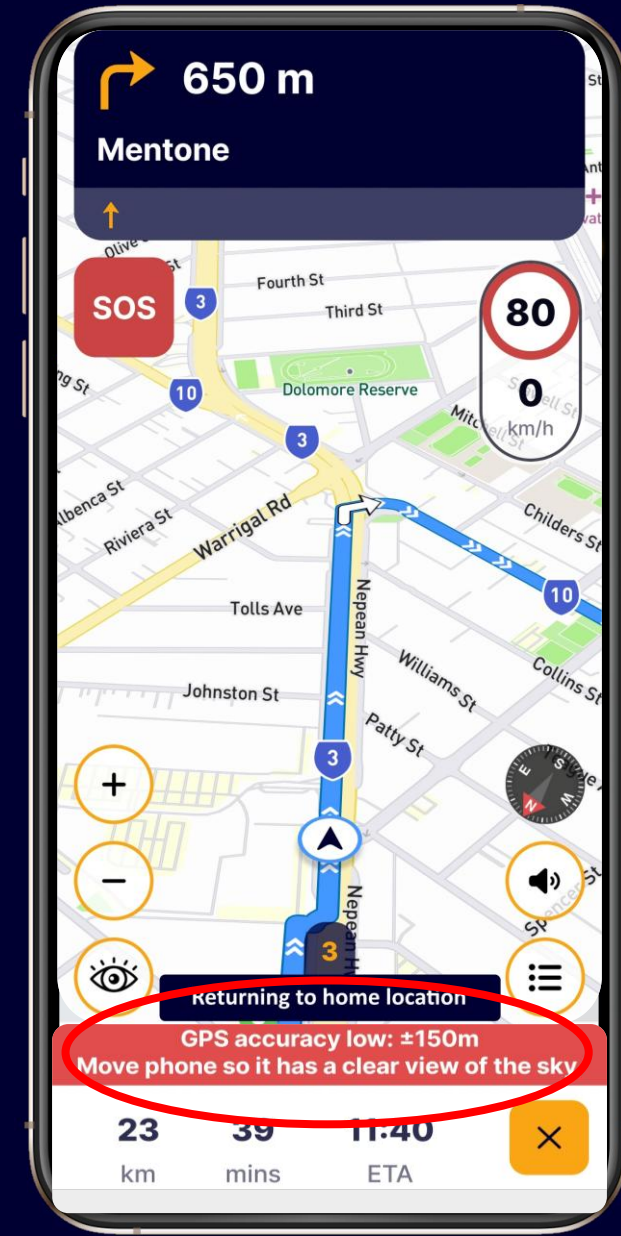 650 m
Mentone
St
vat
Olive
St
SOS
3
Fourth St
Third St
80
0
km/h
10
Dolomore Reserve
3
ng St
Albenca St
Riviera St
Warrigal Rd
Childers St
10
Tolls Ave
Nepean Hwy
Williams St
Collins St
Johnston St
Patty St
3
+
E
S
N
W
−
Spencer St
Nepean H
3
Returning to home location
GPS accuracy low: ±150m
Move phone so it has a clear view of the sky
23
39
11:40
km
mins
ETA